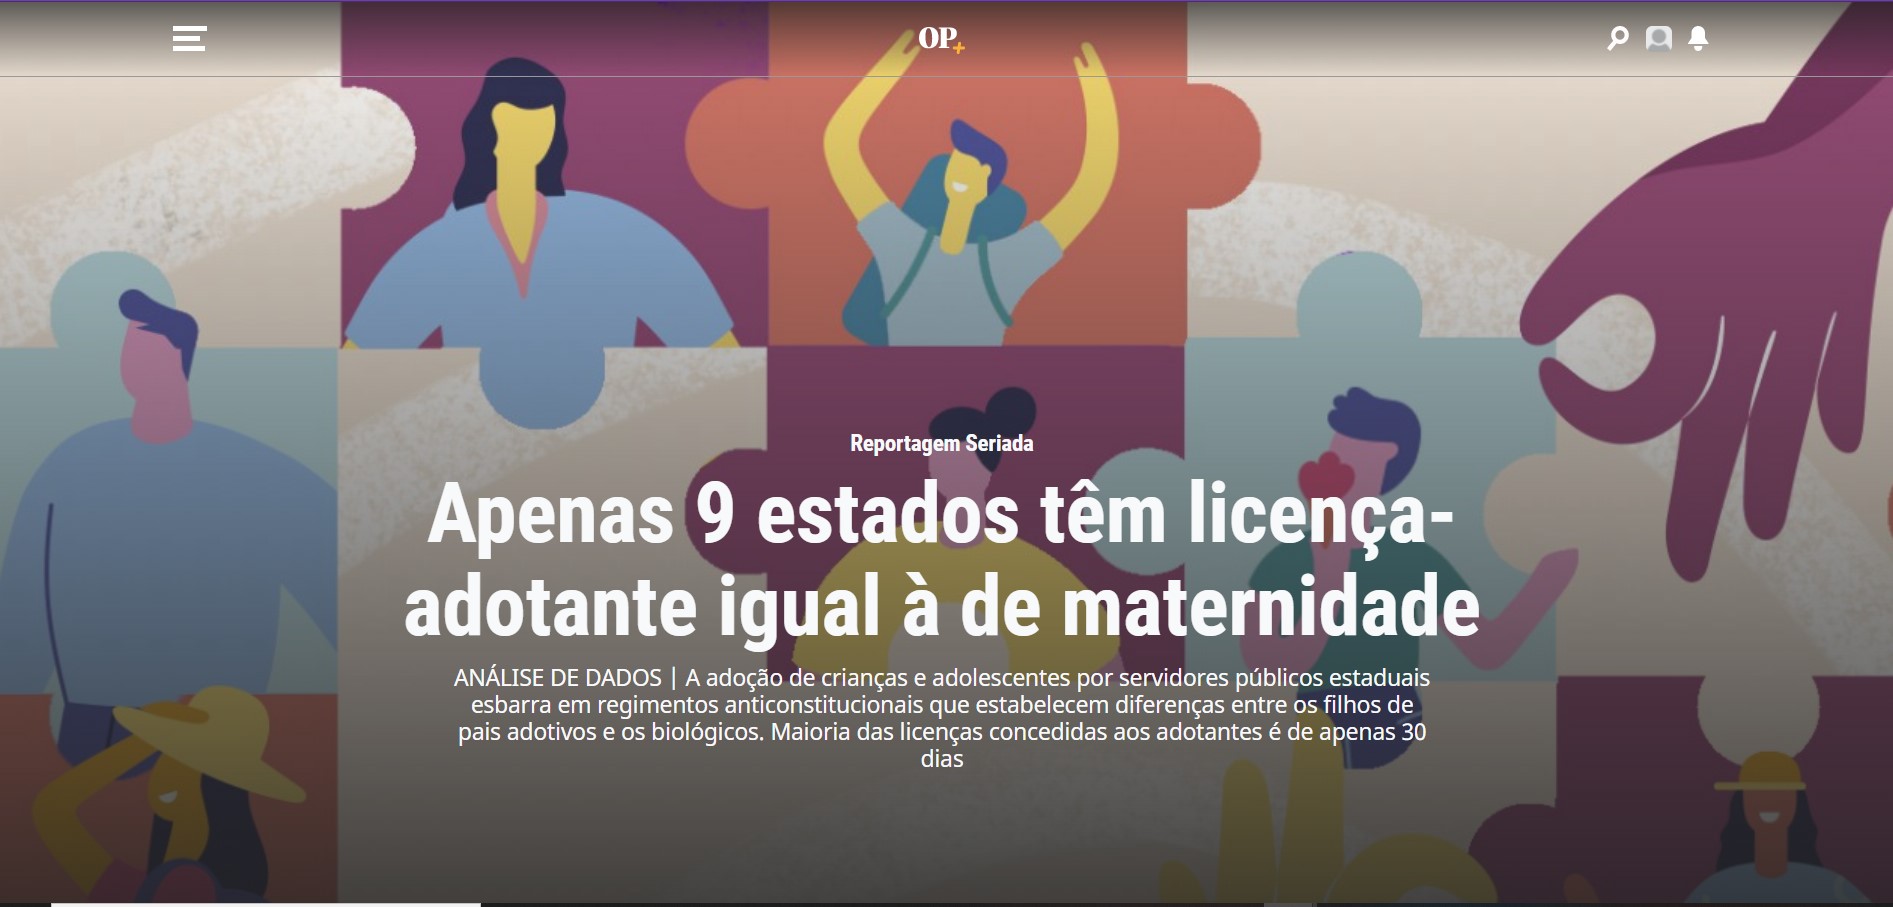 OP+
Reportagem Seriada
Apenas 9 estados têm licença-
adotante igual à de maternidade
ANÁLISE DE DADOS | A adoção de crianças e adolescentes por servidores públicos estaduais
esbarra em regimentos anticonstitucionais que estabelecem diferenças entre os filhos de
pais adotivos e os biológicos. Maioria das licenças concedidas aos adotantes é de apenas 30
dias